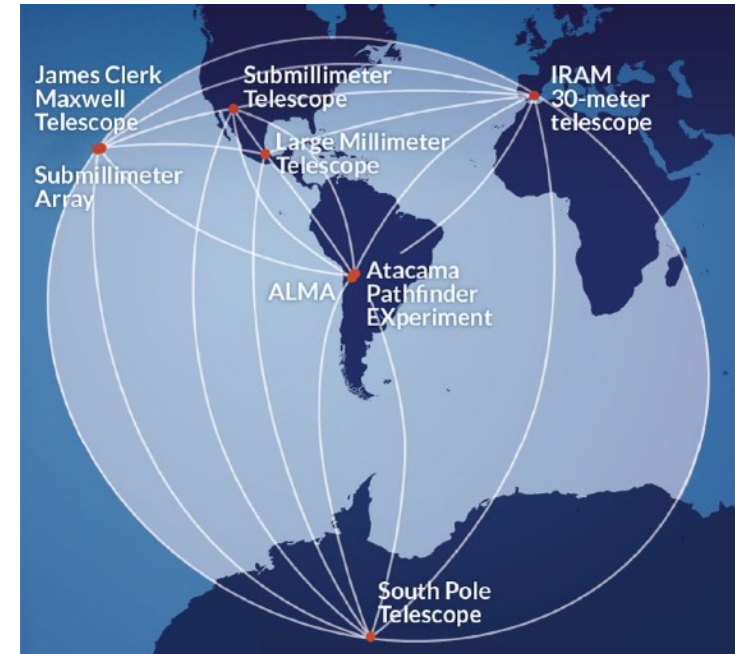 James Clerk
Maxwell
Telescope
Submillimeter
Array
Submillimeter
Telescope
Large Millimeter
Telescope
IRAM
30-meter
telescope
ALMA
Atacama
Pathfinder
EXperiment
South Pole
Telescope